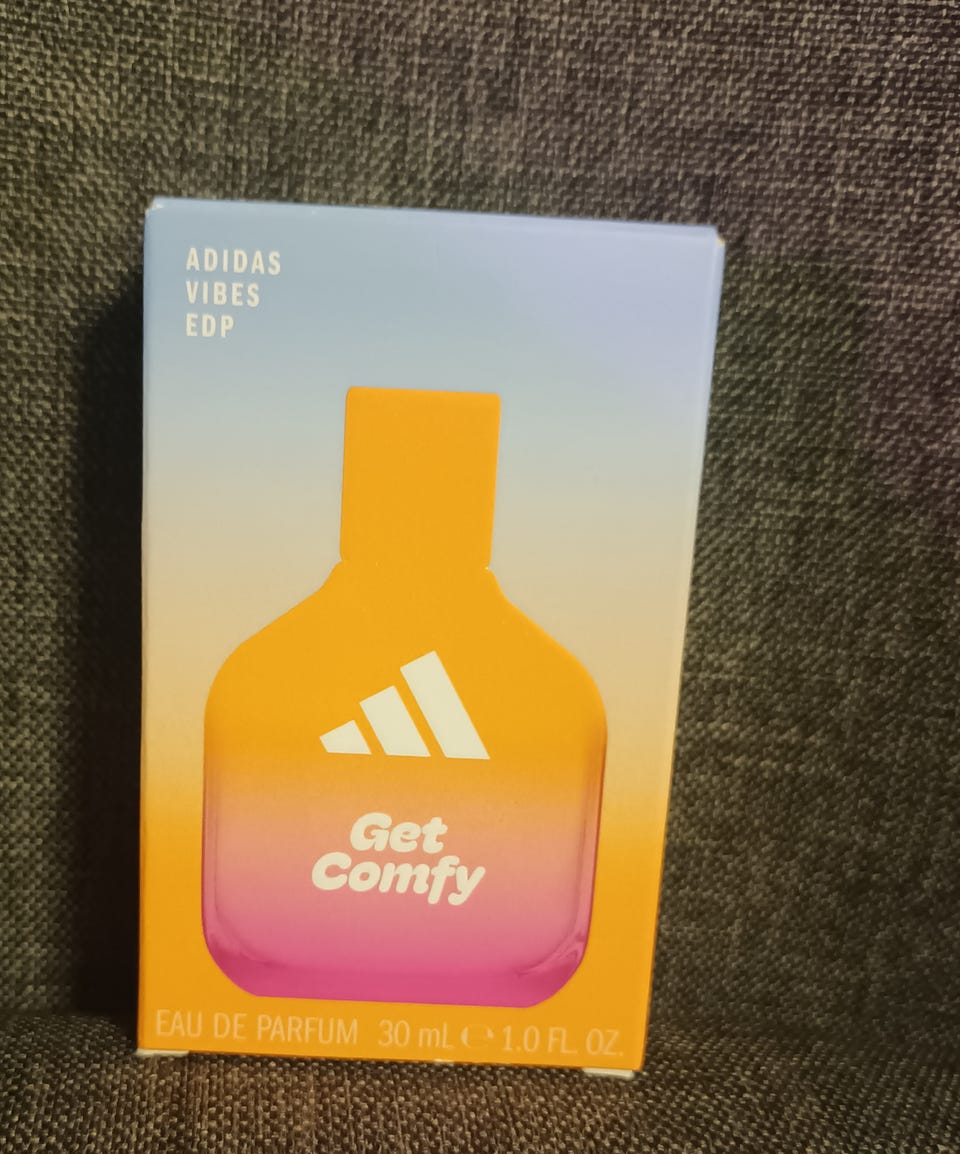 ADIDAS
VIBES
EDP
Get
Comfy
EAU DE PARFUM 30 mL ℮ 1.0 FL. OZ.